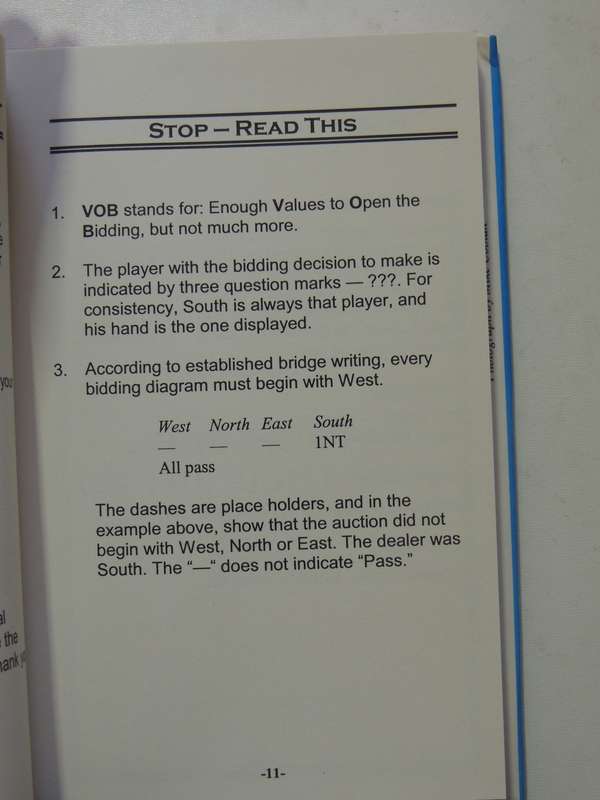 STOP – READ THIS
1. VOB stands for: Enough Values to Open the
Bidding, but not much more.
2. The player with the bidding decision to make is
indicated by three question marks — ???. For
consistency, South is always that player, and
his hand is the one displayed.
3. According to established bridge writing, every
bidding diagram must begin with West.
West North East South
— — — 1NT
All pass
The dashes are place holders, and in the
example above, show that the auction did not
begin with West, North or East. The dealer was
South. The “—“ does not indicate “Pass.”
-11-
you
the